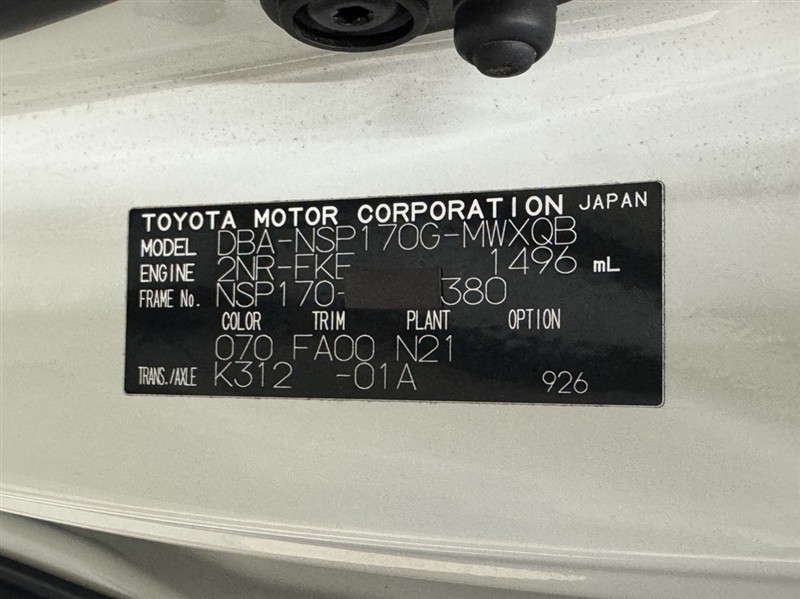 TOYOTA MOTOR CORPORATION JAPAN
MODEL DBA-NSP170G-MWXQB
ENGINE 2NR-FKE 1496 mL
FRAME No. NSP170- 380
COLOR TRIM PLANT OPTION
070 FA00 N21
TRANS./AXLE K312 -01A 926